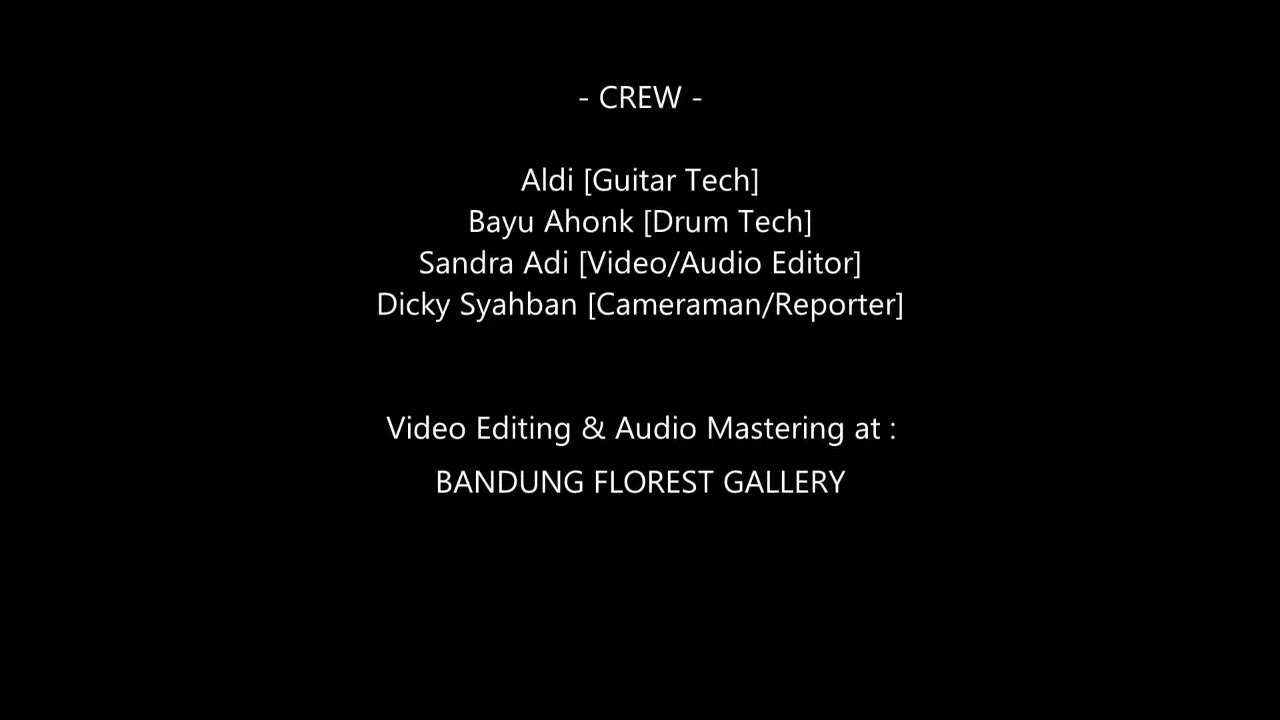 - CREW -
Aldi [Guitar Tech]
Bayu Ahonk [Drum Tech]
Sandra Adi [Video/Audio Editor]
Dicky Syahban [Cameraman/Reporter]
Video Editing & Audio Mastering at :
BANDUNG FLOREST GALLERY